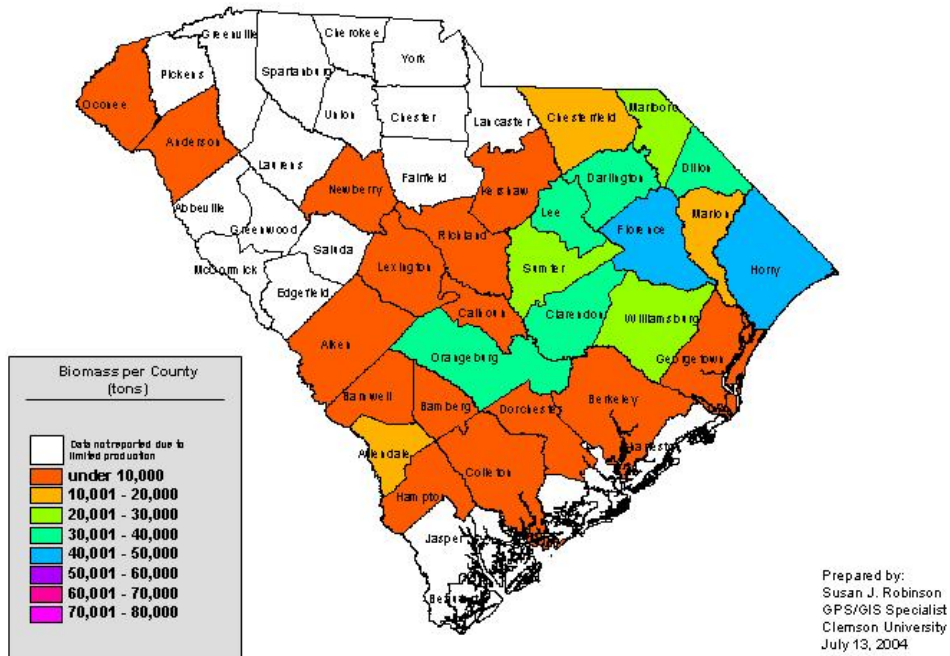 Greenville
Cherokee
York
Pickens
Spartanburg
Oconee
Union
Chester
Lancaster
Chesterfield
Marlboro
Anderson
Laurens
Dillon
Newberry
Fairfield
Kershaw
Darlington
Abbeville
Lee
Marion
Greenwood
Richland
Florence
Saluda
McCormick
Lexington
Sumter
Horry
Edgefield
Calhoun
Clarendon
Williamsburg
Aiken
Orangeburg
Georgetown
Barnwell
Bamberg
Dorchester
Berkeley
Allendale
Colleton
Hampton
Jasper
Biomass per County
(tons)
Data not reported due to
limited production
under 10,000
10,001 - 20,000
20,001 - 30,000
30,001 - 40,000
40,001 - 50,000
50,001 - 60,000
60,001 - 70,000
70,001 - 80,000
Prepared by:
Susan J. Robinson
GPS/GIS Specialist
Clemson University
July 13, 2004